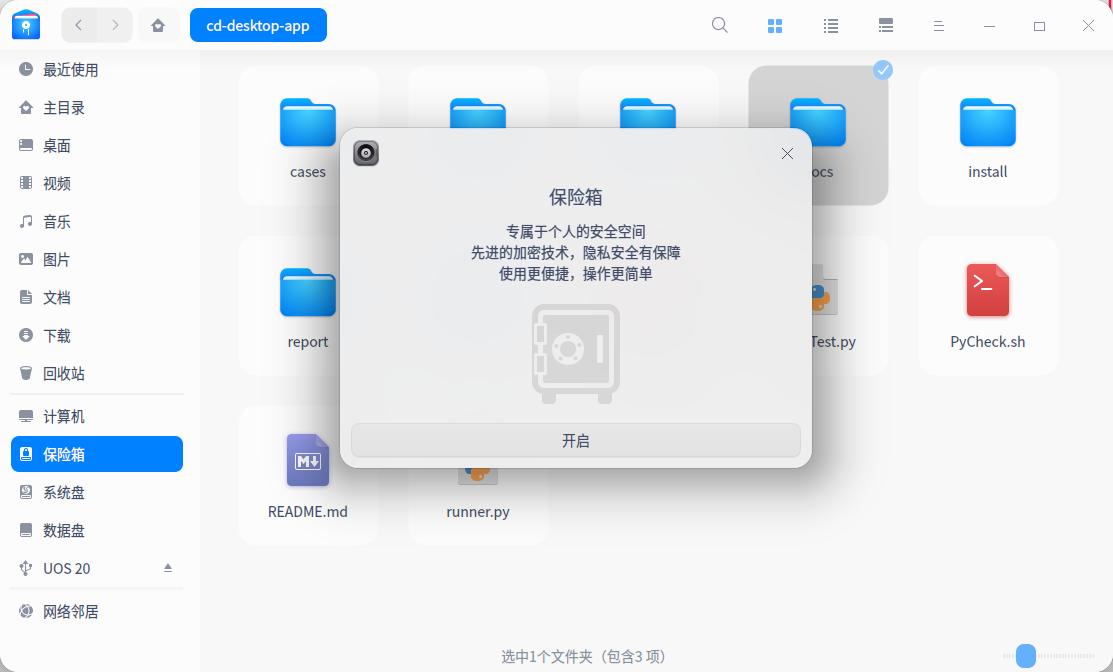 cd-desktop-app
最近使用
主目录
桌面
视频
音乐
图片
文档
下载
回收站
计算机
保险箱
系统盘
数据盘
UOS 20
网络邻居
cases
ocs
install
保险箱
专属于个人的安全空间
先进的加密技术，隐私安全有保障
使用更便捷，操作更简单
开启
report
Test.py
PyCheck.sh
README.md
runner.py
选中1个文件夹（包含3 项）